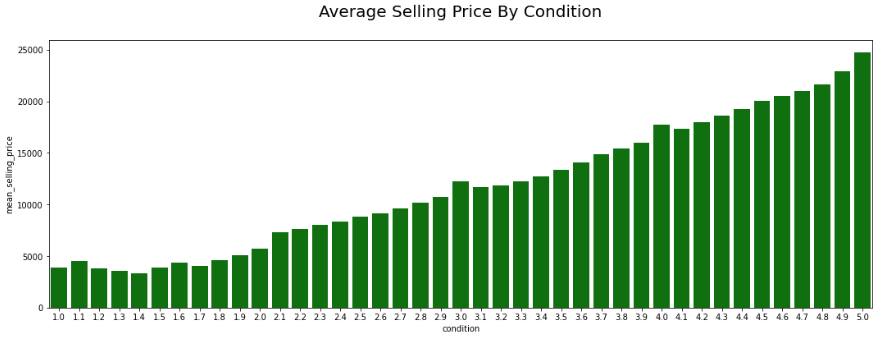 Average Selling Price By Condition
25000
20000
15000
10000
5000
0
mean_selling_price
1.0 1.1 1.2 1.3 1.4 1.5 1.6 1.7 1.8 1.9 2.0 2.1 2.2 2.3 2.4 2.5 2.6 2.7 2.8 2.9 3.0 3.1 3.2 3.3 3.4 3.5 3.6 3.7 3.8 3.9 4.0 4.1 4.2 4.3 4.4 4.5 4.6 4.7 4.8 4.9 5.0
condition